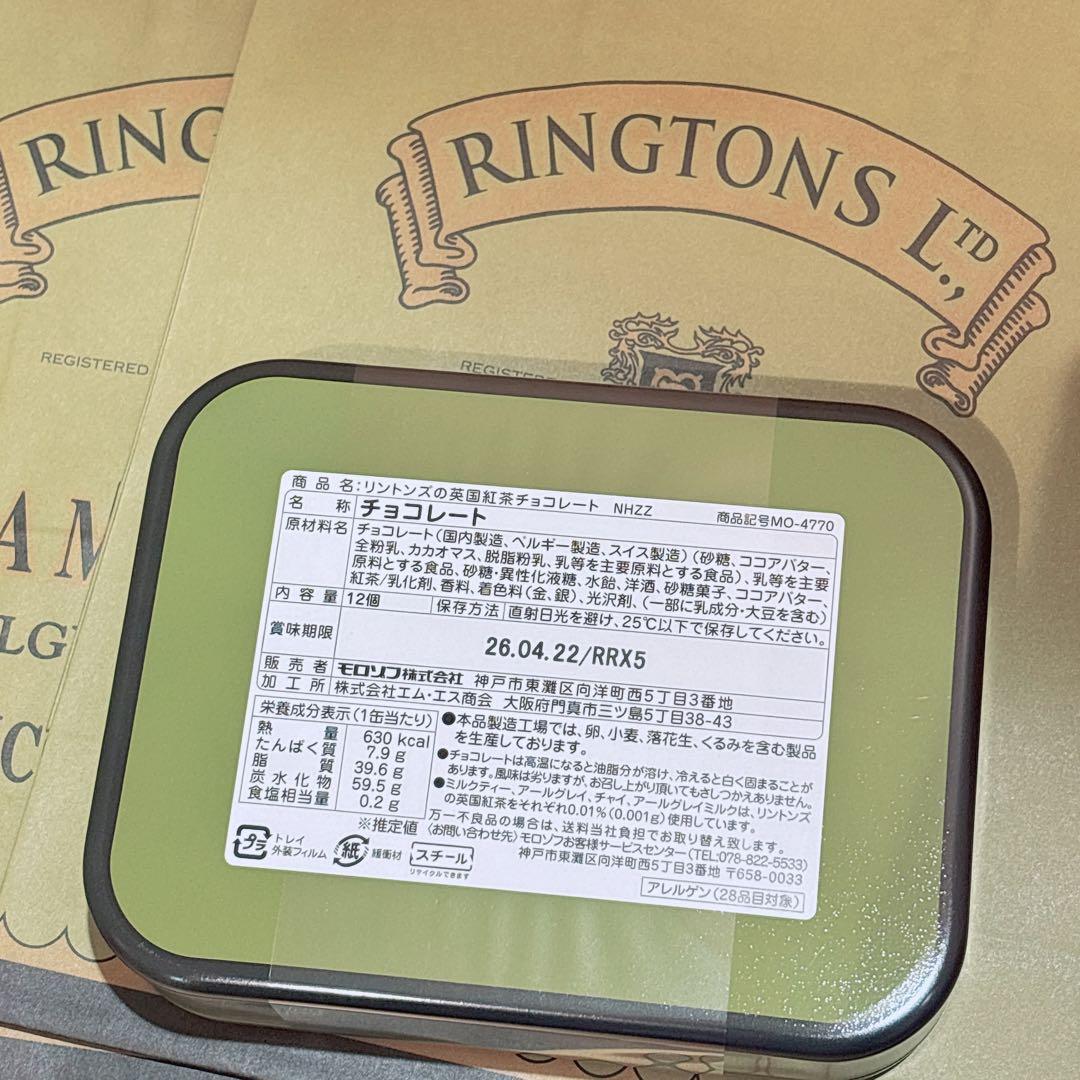 RINGTONS L.TD,
RING
REGISTERED
REGISTE
AM
LG
C
商品名:リントンズの英国紅茶チョコレート NHZZ 商品記号MO-4770
名称 チョコレート
原材料名 チョコレート(国内製造、ベルギー製造、スイス製造)(砂糖、ココアバター、
全粉乳、カカオマス、脱脂粉乳、乳等を主要原料とする食品)、乳等を主要
原料とする食品、砂糖・異性化液糖、水飴、洋酒、砂糖菓子、ココアバター、
紅茶/乳化剤、香料、着色料(金、銀)、光沢剤、(一部に乳成分・大豆を含む)
内容量 12個 保存方法 直射日光を避け、25℃以下で保存してください。
賞味期限 26.04.22/RRX5
販売者 モロゾフ株式会社 神戸市東灘区向洋町西5丁目3番地
加工所 株式会社エム・エス商会 大阪府門真市三ツ島5丁目38-43
栄養成分表示(1缶当たり)
熱量 630 kcal
たんぱく質 7.9 g
脂質 39.6 g
炭水化物 59.5 g
食塩相当量 0.2 g
※推定値
●本品製造工場では、卵、小麦、落花生、くるみを含む製品
を生産しております。
●チョコレートは高温になると油脂分が溶け、冷えると白く固まることが
あります。風味は劣りますが、お召し上がり頂いてもさしつかえありません。
●ミルクティー、アールグレイ、チャイ、アールグレイミルクは、リントンズ
の英国紅茶をそれぞれ0.01%(0.001g)使用しています。
万一不良品の場合は、送料当社負担でお取り替え致します。
〈お問い合わせ先〉モロゾフお客様サービスセンター(TEL:078-822-5533)
神戸市東灘区向洋町西5丁目3番地 〒658-0033
プラ トレイ
外装フィルム
紙 緩衝材
スチール
リサイクルできます
アレルゲン(28品目対象)